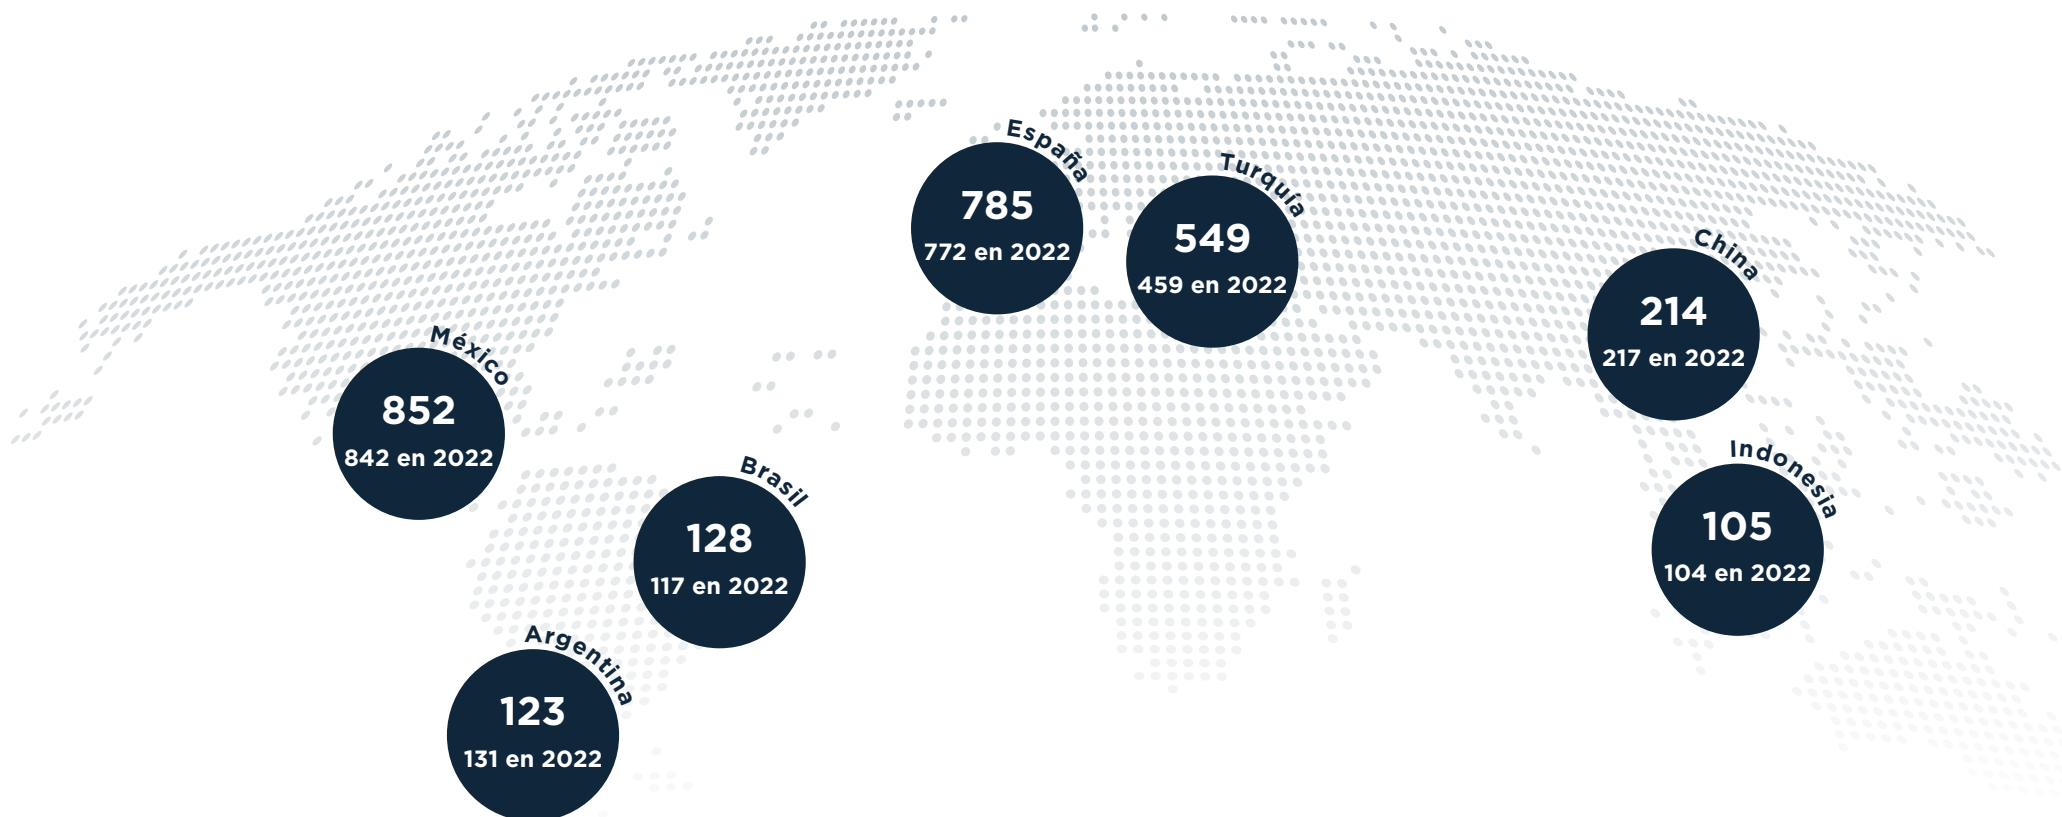 España
785
772 en 2022
Turquía
549
459 en 2022
China
214
217 en 2022
México
852
842 en 2022
Indonesia
105
104 en 2022
Brasil
128
117 en 2022
Argentina
123
131 en 2022